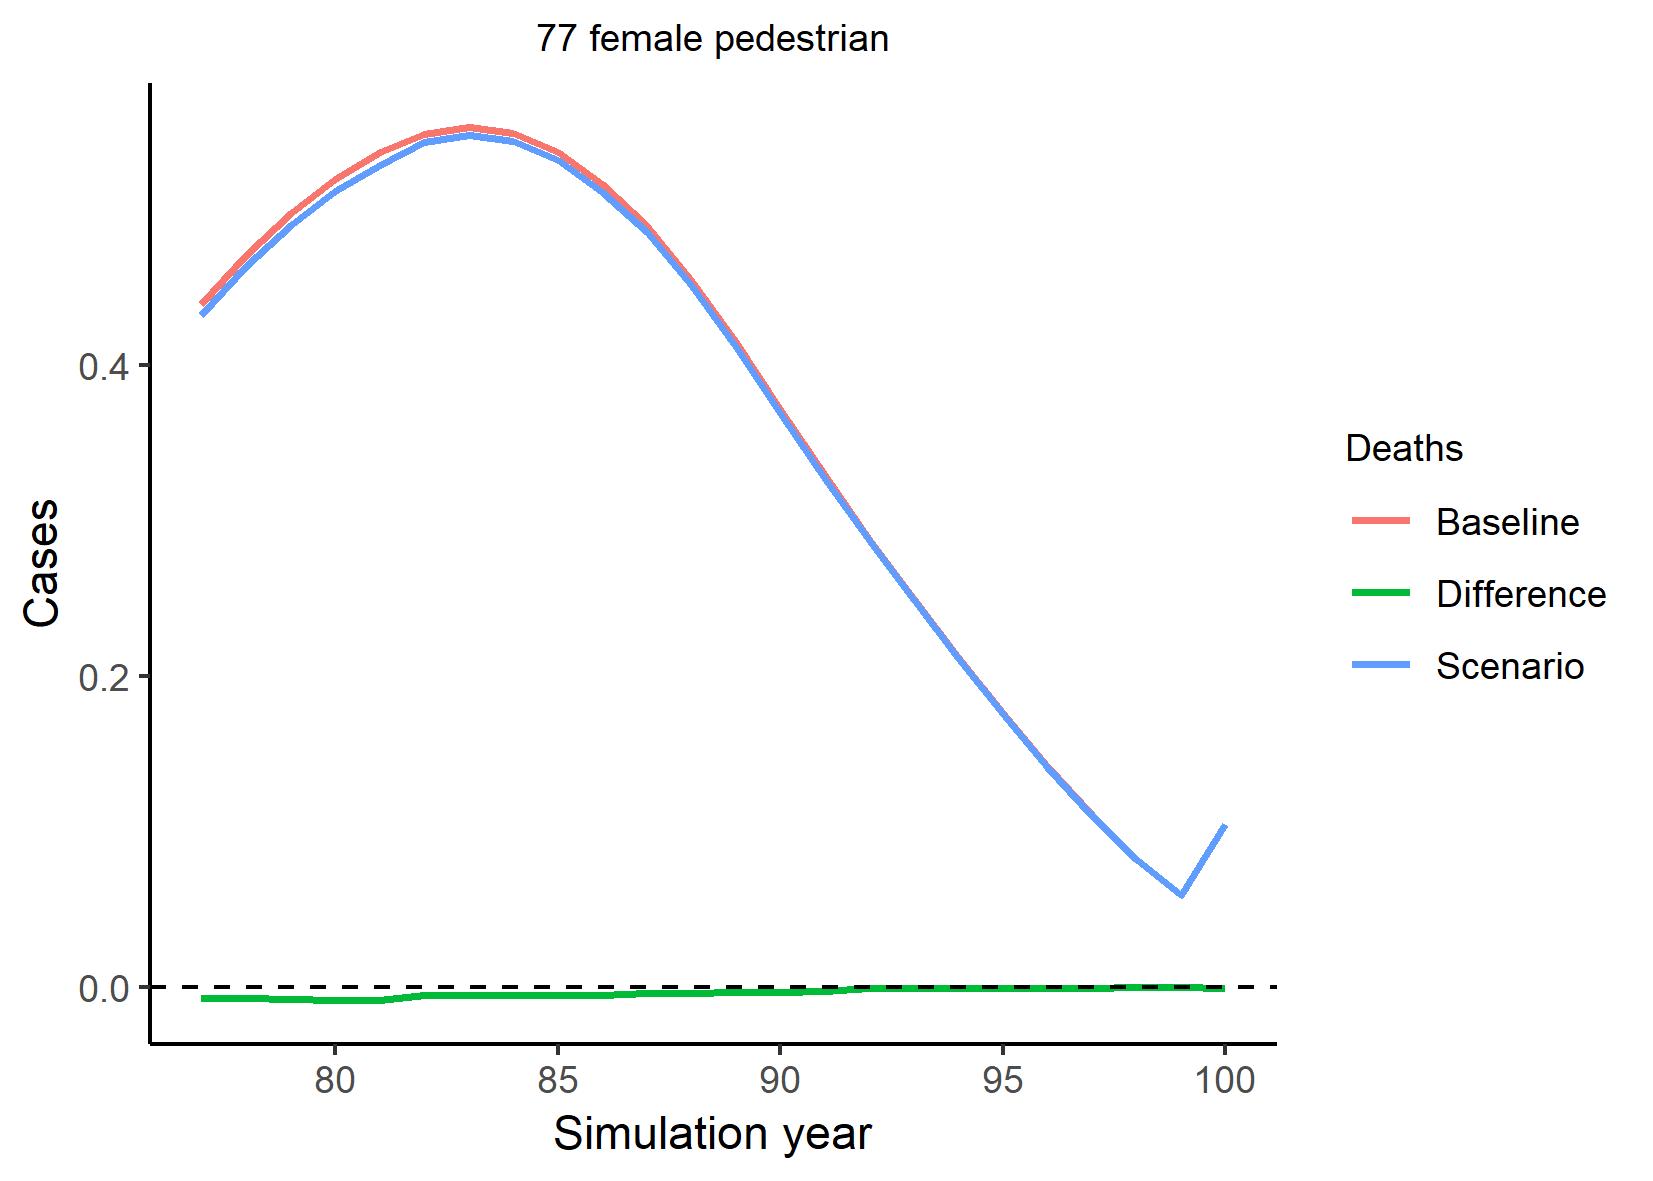 77 female pedestrian
Cases
0.4
0.2
0.0
80 85 90 95 100
Simulation year
Deaths
Baseline
Difference
Scenario